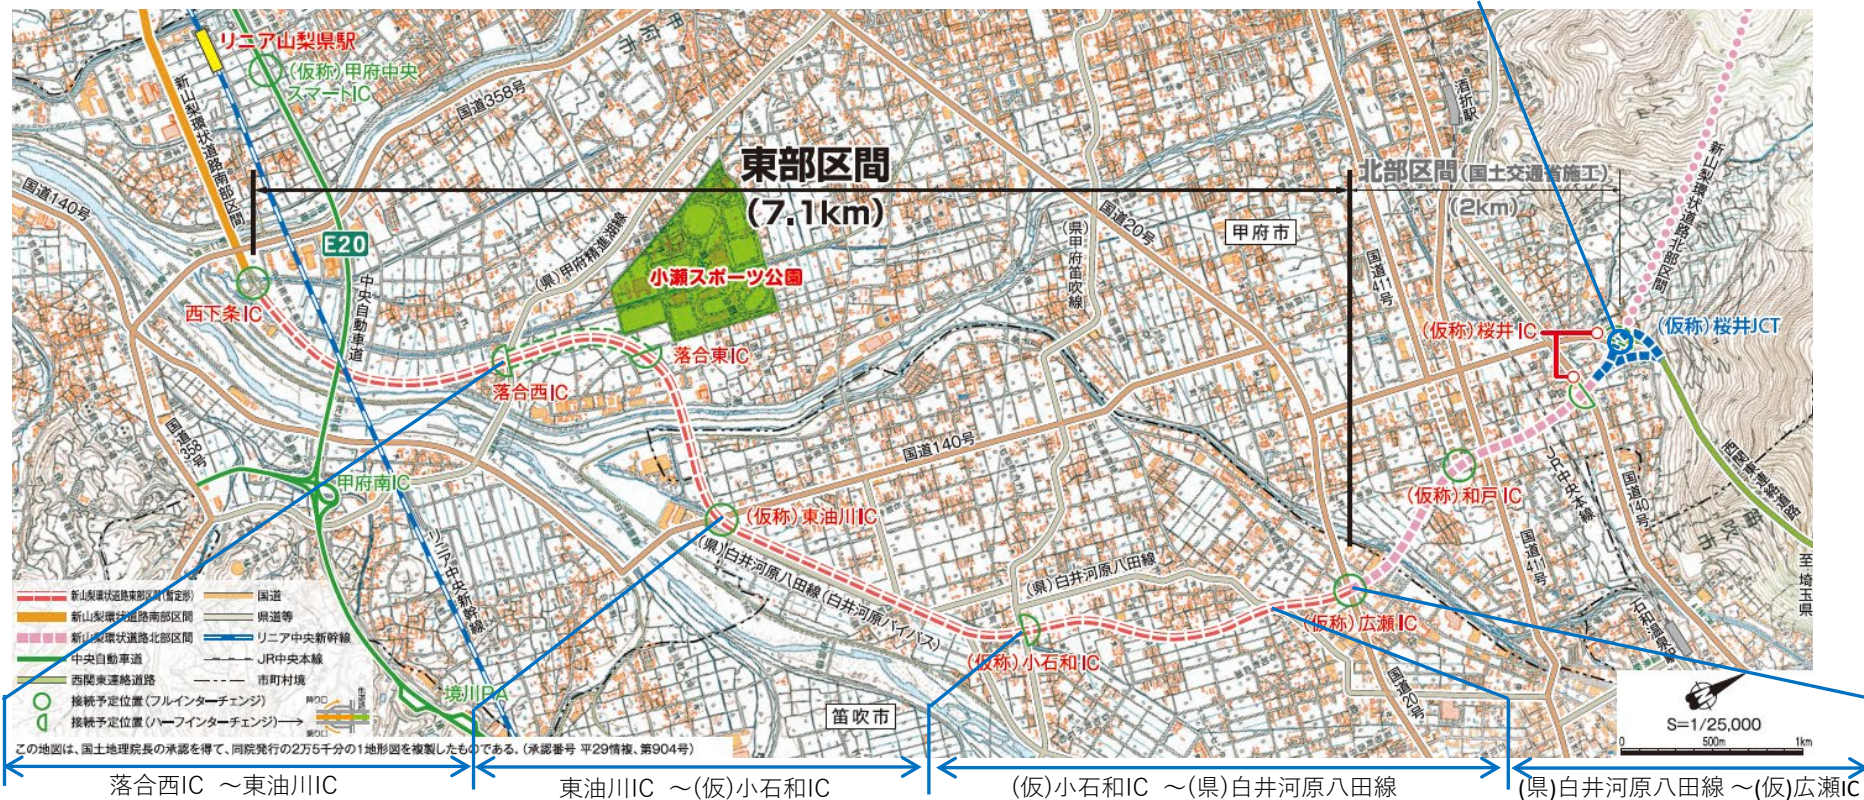 リニア山梨県駅
(仮称)甲府中央
スマートIC
新山梨環状道路南部区間
国道358号
甲府市
酒折駅
新山梨環状道路北部区間
国道140号
東部区間
(7.1km)
北部区間(国土交通省施工)
(2km)
E20
中央自動車道
(県)甲府精進湖線
小瀬スポーツ公園
(県)甲府笛吹線
国道20号
甲府市
国道411号
西下条IC
落合西IC
落合東IC
(仮称)桜井IC
(仮称)桜井JCT
国道358号
甲府南IC
国道140号
(仮称)東油川IC
(仮称)和戸IC
JR中央本線
国道140号
西関東連絡道路
笛吹市
至 埼玉県
国道411号
リニア中央新幹線
(県)白井河原八田線(白井河原バイパス)
(県)白井河原八田線
(仮称)小石和IC
(仮称)広瀬IC
石和温泉駅
国道20号
境川PA
笛吹市
新山梨環状道路東部区間(暫定形)
国道
新山梨環状道路南部区間
県道等
新山梨環状道路北部区間
リニア中央新幹線
中央自動車道
JR中央本線
西関東連絡道路
市町村境
接続予定位置(フルインターチェンジ)
接続予定位置(ハーフインターチェンジ)
降り口
乗り口
S=1/25,000
0 500m 1km
この地図は、国土地理院長の承認を得て、同院発行の2万5千分の1地形図を複製したものである。(承認番号 平29情複、第904号)
落合西IC ～東油川IC
東油川IC ～(仮)小石和IC
(仮)小石和IC ～(県)白井河原八田線
(県)白井河原八田線 ～(仮)広瀬IC